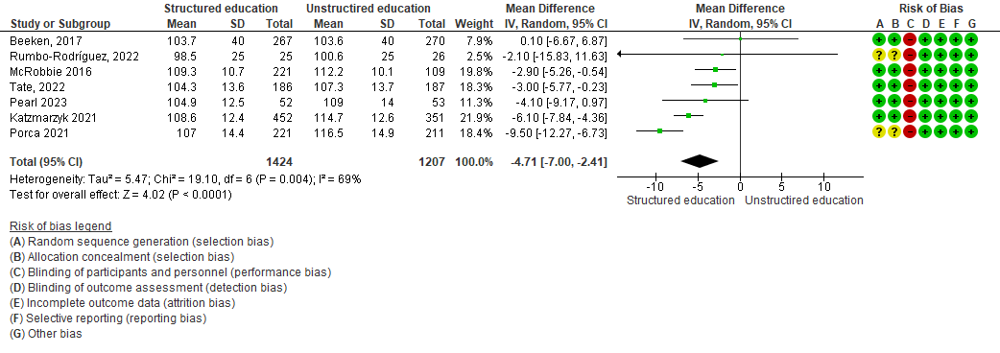 Structured education Unstructired education Mean Difference Mean Difference Risk of Bias
Study or Subgroup Mean SD Total Mean SD Total Weight IV, Random, 95% CI IV, Random, 95% CI A B C D E F G
Beeken, 2017 103.7 40 267 103.6 40 270 7.9% 0.10 [-6.67, 6.87] + + - + + + +
Rumbo-Rodríguez, 2022 98.5 25 25 100.6 25 26 2.5% -2.10 [-15.83, 11.63] ? ? - + + + +
McRobbie 2016 109.3 10.7 221 112.2 10.1 109 19.8% -2.90 [-5.26, -0.54] + + - + + + +
Tate, 2022 104.3 13.6 186 107.3 13.7 187 18.4% -3.00 [-5.77, -0.23] + + - + + + +
Pearl 2023 104.9 12.5 52 109 14 53 11.3% -4.10 [-9.17, 0.97] + + - + + + +
Katzmarzyk 2021 108.6 12.4 452 114.7 12.6 351 21.9% -6.10 [-7.84, -4.36] + + - + + + +
Porca 2021 107 14.4 221 116.5 14.9 211 18.4% -9.50 [-12.27, -6.73] ? ? - + + + +
Total (95% CI) 1424 1207 100.0% -4.71 [-7.00, -2.41]
Heterogeneity: Tau² = 5.47; Chi² = 19.10, df = 6 (P = 0.004); I² = 69%
Test for overall effect: Z = 4.02 (P < 0.0001)
-10 -5 0 5 10
Structured education Unstructired education
Risk of bias legend
(A) Random sequence generation (selection bias)
(B) Allocation concealment (selection bias)
(C) Blinding of participants and personnel (performance bias)
(D) Blinding of outcome assessment (detection bias)
(E) Incomplete outcome data (attrition bias)
(F) Selective reporting (reporting bias)
(G) Other bias